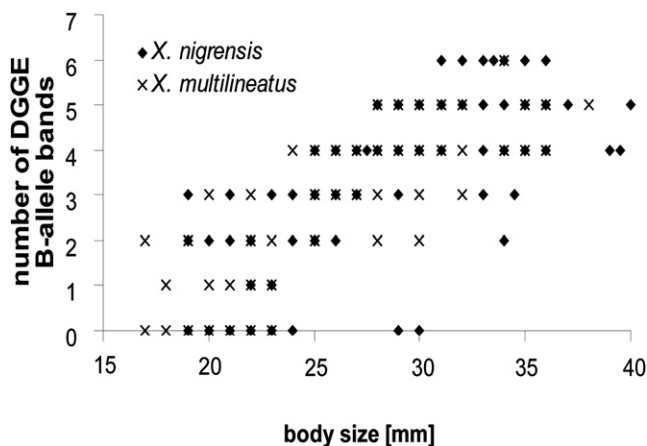 7
6
5
4
3
2
1
0
number of DGGE
B-allele bands
X. nigrensis
X. multilineatus
15 20 25 30 35 40
body size [mm]